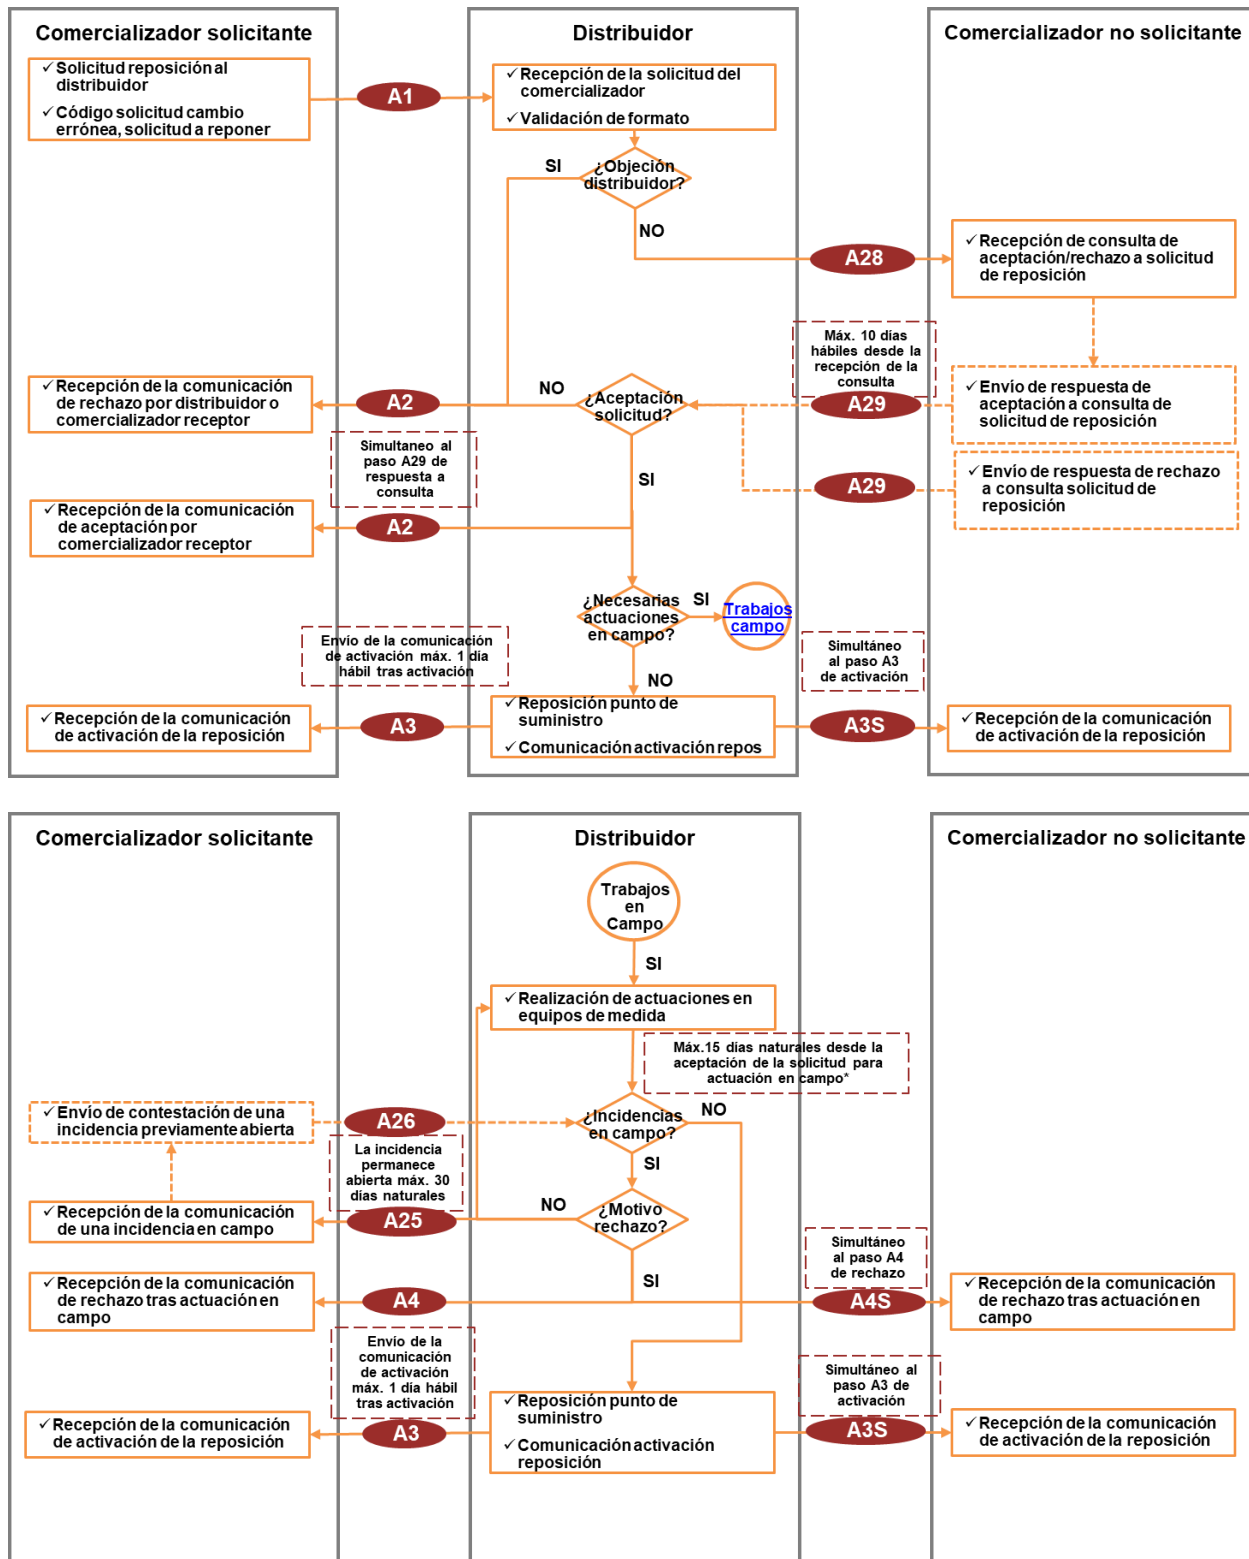 Comercializador solicitante
Distribuidor
Comercializador no solicitante
✓ Solicitud reposición al
distribuidor
✓ Código solicitud cambio
errónea, solicitud a reponer
A1
✓ Recepción de la solicitud del
comercializador
✓ Validación de formato
¿Objeción
distribuidor?
SI
NO
A28
✓ Recepción de consulta de
aceptación/rechazo a solicitud
de reposición
Máx. 10 días
hábiles desde la
recepción de la
consulta
✓ Recepción de la comunicación
de rechazo por distribuidor o
comercializador receptor
A2
NO
¿Aceptación
solicitud?
A29
✓ Envío de respuesta de
aceptación a consulta de
solicitud de reposición
Simultaneo al
paso A29 de
respuesta a
consulta
SI
A29
✓ Envío de respuesta de rechazo
a consulta solicitud de
reposición
✓ Recepción de la comunicación
de aceptación por
comercializador receptor
A2
¿Necesarias
actuaciones
en campo?
SI
Trabajos
campo
Envío de la comunicación
de activación máx. 1 día
hábil tras activación
Simultáneo
al paso A3
de activación
NO
✓ Recepción de la comunicación
de activación de la reposición
A3
✓ Reposición punto de
suministro
✓ Comunicación activación repos
A3S
✓ Recepción de la comunicación
de activación de la reposición
Comercializador solicitante
Distribuidor
Comercializador no solicitante
Trabajos
en
Campo
SI
✓ Realización de actuaciones en
equipos de medida
Máx.15 días naturales desde la
aceptación de la solicitud para
actuación en campo*
✓ Envío de contestación de una
incidencia previamente abierta
A26
¿Incidencias
en campo?
NO
La incidencia
permanece
abierta máx. 30
días naturales
SI
✓ Recepción de la comunicación
de una incidencia en campo
A25
NO
¿Motivo
rechazo?
Simultáneo
al paso A4
de rechazo
SI
✓ Recepción de la comunicación
de rechazo tras actuación en
campo
A4
A4S
✓ Recepción de la comunicación
de rechazo tras actuación en
campo
Envío de la
comunicación
de activación
máx. 1 día hábil
tras activación
Simultáneo al
paso A3 de
activación
✓ Recepción de la comunicación
de activación de la reposición
A3
✓ Reposición punto de
suministro
✓ Comunicación activación
reposición
A3S
✓ Recepción de la comunicación
de activación de la reposición